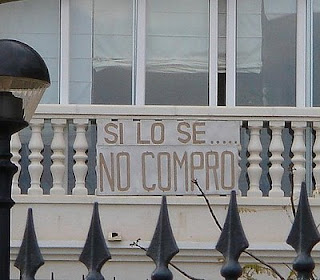 SI LO SE.....
NO COMPRO